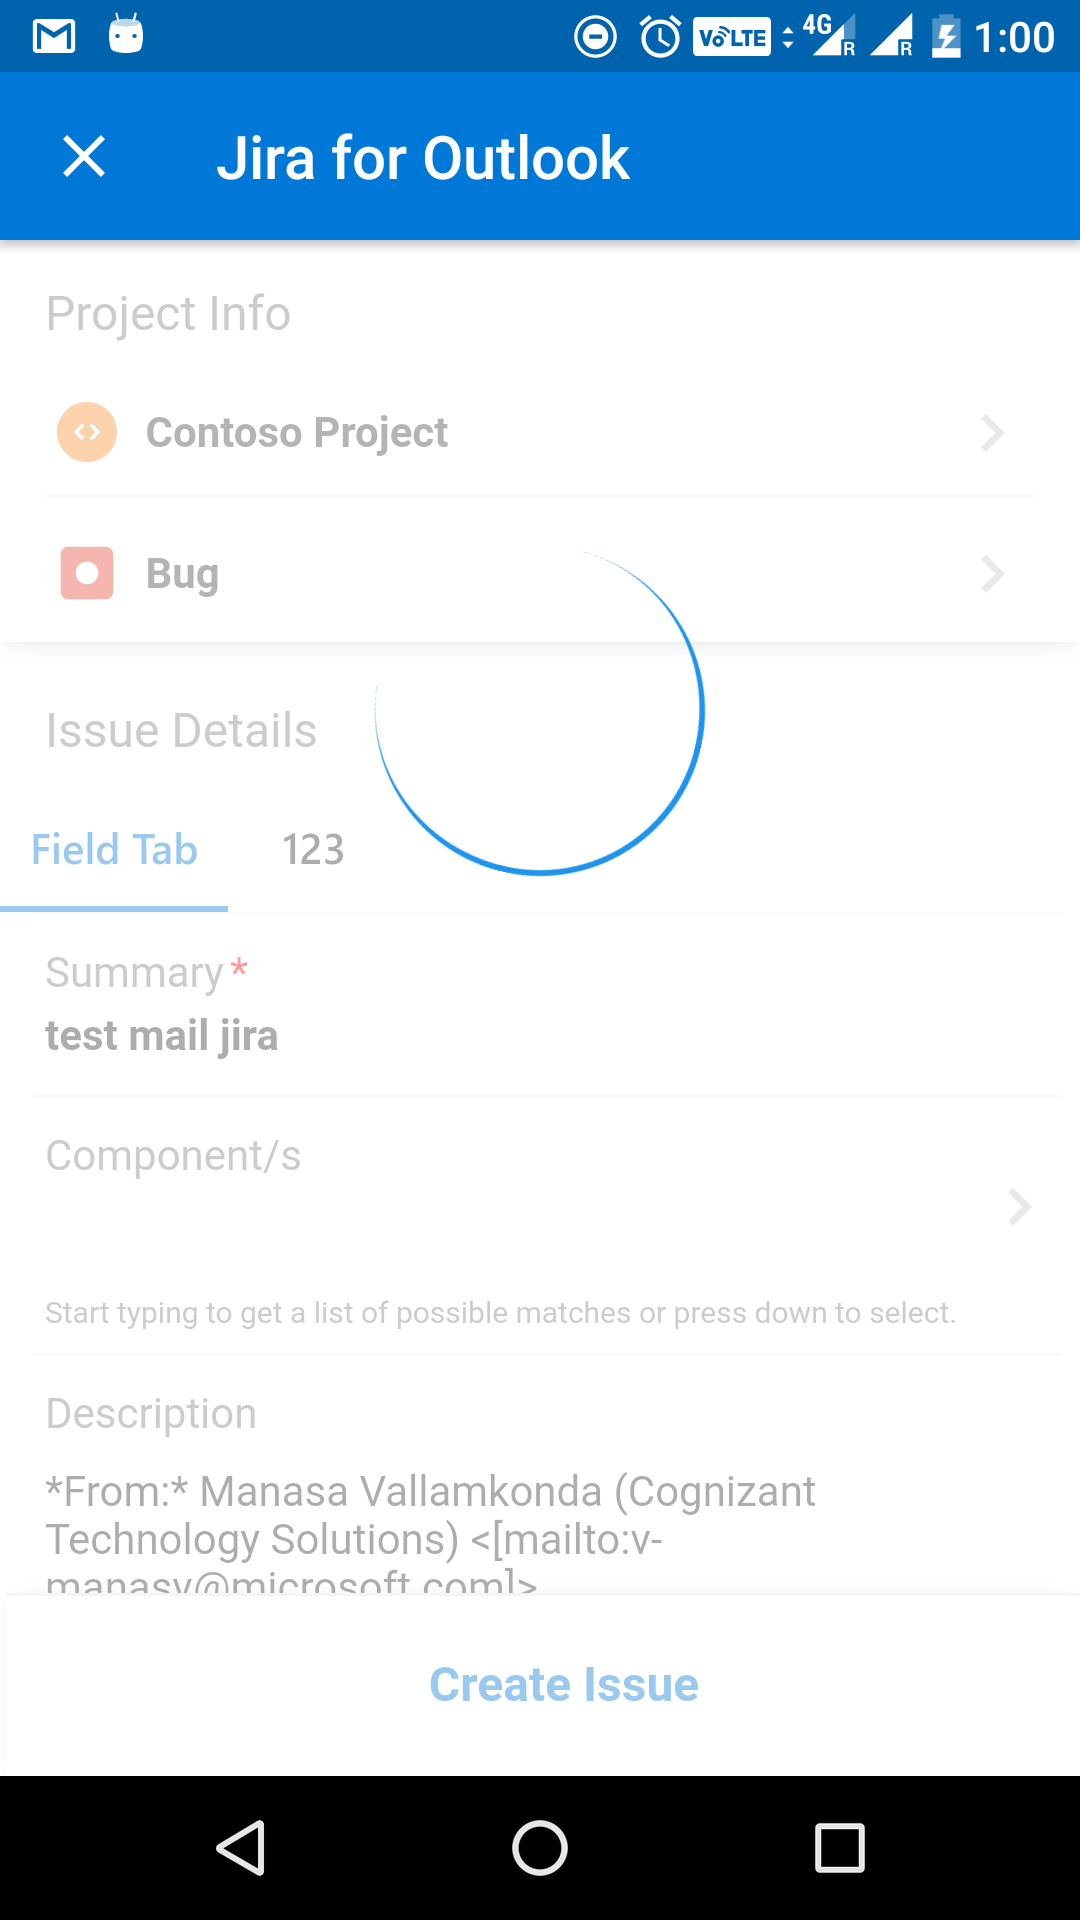 VoLTE 4G R R 1:00
Jira for Outlook
Project Info
Contoso Project
Bug
Issue Details
Field Tab 123
Summary *
test mail jira
Component/s
Start typing to get a list of possible matches or press down to select.
Description
*From:* Manasa Vallamkonda (Cognizant
Technology Solutions) <[mailto:v-
manasv@microsoft.com]>
Create Issue